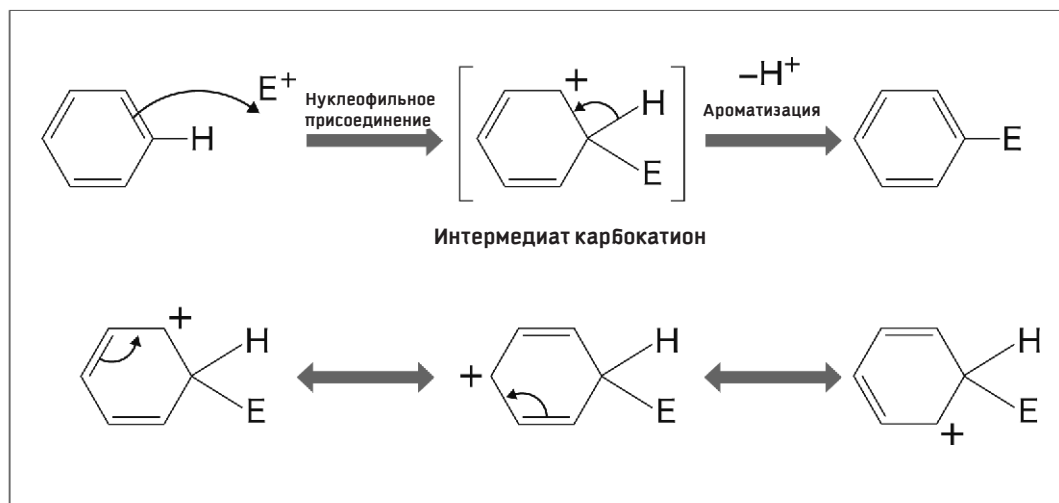 E+
H
Нуклеофильное
присоединение
+
H
E
–H+
Ароматизация
E
Интермедиат карбокатион
+
H
E
+
H
E
H
E
+